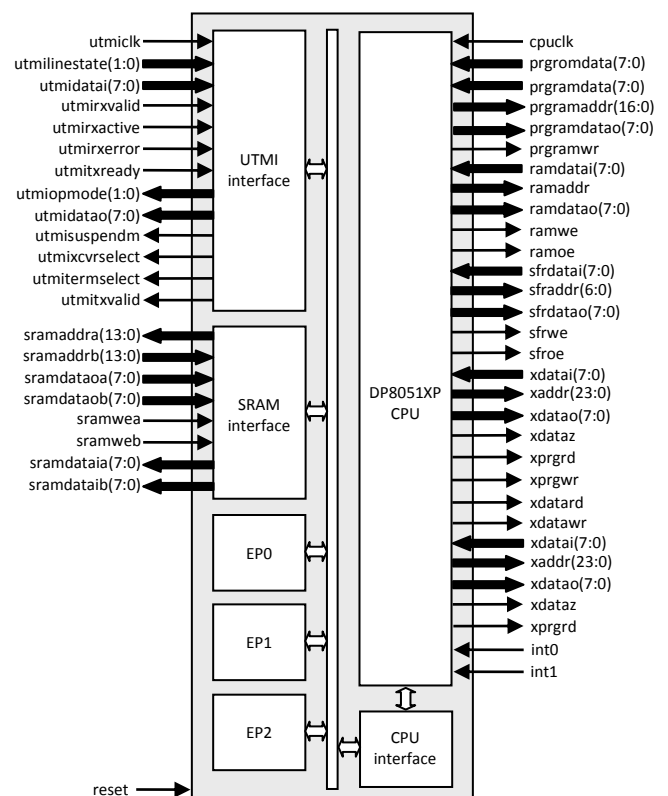 utmiclk
utmilinestate(1:0)
utmidatai(7:0)
utmirxvalid
utmirxactive
utmirxerror
utmitxready
utmiopmode(1:0)
utmidatao(7:0)
utmisuspendm
utmixcvrselect
utmitermselect
utmitxvalid
sramaddra(13:0)
sramaddrb(13:0)
sramdataoa(7:0)
sramdataob(7:0)
sramwea
sramweb
sramdataia(7:0)
sramdataib(7:0)
reset
UTMI
interface
SRAM
interface
EP0
EP1
EP2
DP8051XP
CPU
CPU
interface
cpuclk
prgromdata(7:0)
prgramdata(7:0)
prgramaddr(16:0)
prgramdatao(7:0)
prgramwr
ramdatai(7:0)
ramaddr
ramdatao(7:0)
ramwe
ramoe
sfrdatai(7:0)
sfraddr(6:0)
sfrdatao(7:0)
sfrwe
sfroe
xdatai(7:0)
xaddr(23:0)
xdatao(7:0)
xdataz
xprgrd
xprgwr
xdatard
xdatawr
xdatai(7:0)
xaddr(23:0)
xdatao(7:0)
xdataz
xprgrd
int0
int1